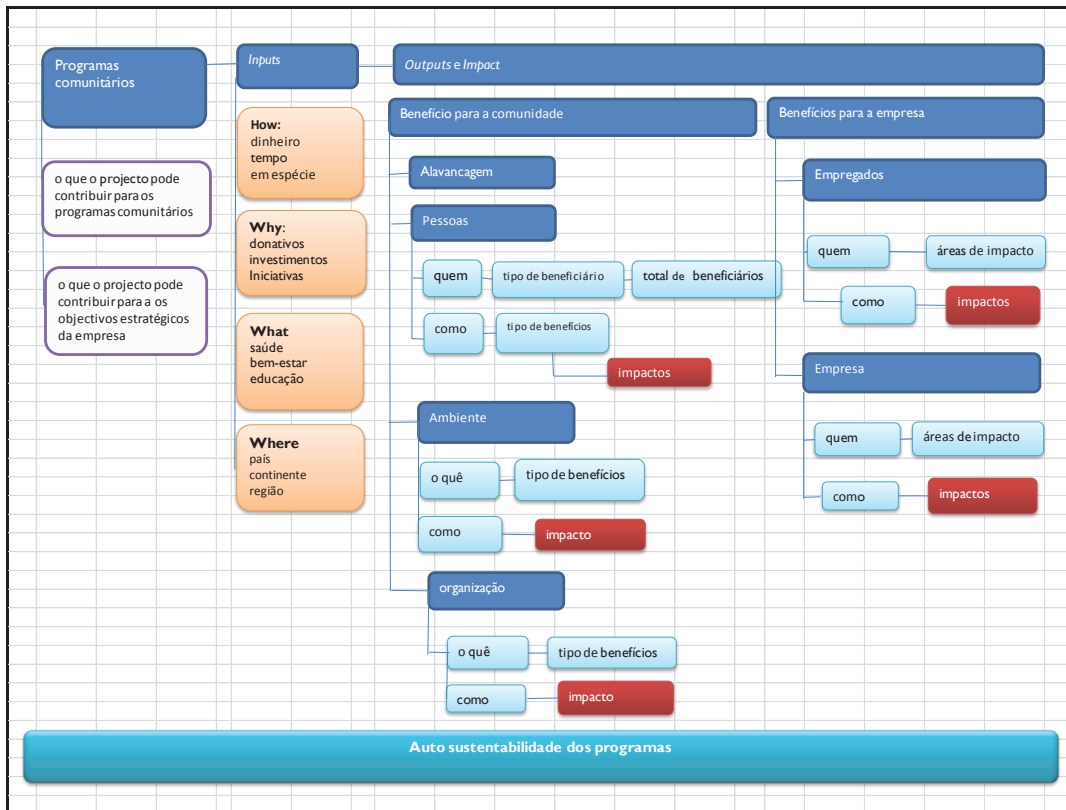 Programas
comunitários
o que o projecto pode
contribuir para os
programas comunitários
o que o projecto pode
contribuir para a os
objectivos estratégicos
da empresa
Inputs
How:
dinheiro
tempo
em espécie
Why:
donativos
investimentos
Iniciativas
What
saúde
bem-estar
educação
Where
país
continente
região
Outputs e Impact
Benefício para a comunidade
Alavancagem
Pessoas
quem
tipo de beneficiário
total de beneficiários
como
tipo de benefícios
impactos
Ambiente
o quê
tipo de benefícios
como
impacto
organização
o quê
tipo de benefícios
como
impacto
Benefícios para a empresa
Empregados
quem
áreas de impacto
como
impactos
Empresa
quem
áreas de impacto
como
impactos
Auto sustentabilidade dos programas